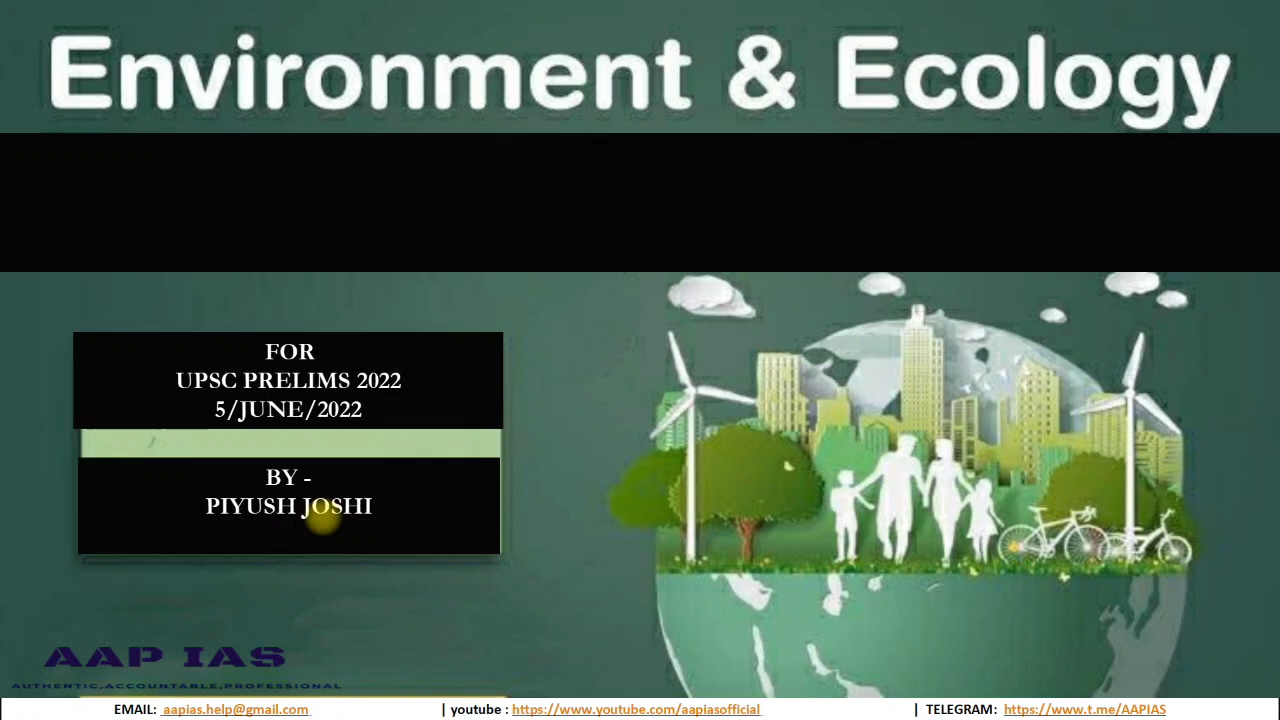 Environment & Ecology
FOR
UPSC PRELIMS 2022
5/JUNE/2022
BY -
PIYUSH JOSHI
AAP IAS
AUTHENTIC,ACCOUNTABLE,PROFESSIONAL
EMAIL: aapias.help@gmail.com | youtube : https://www.youtube.com/aapiasofficial | TELEGRAM: https://www.t.me/AAPIAS